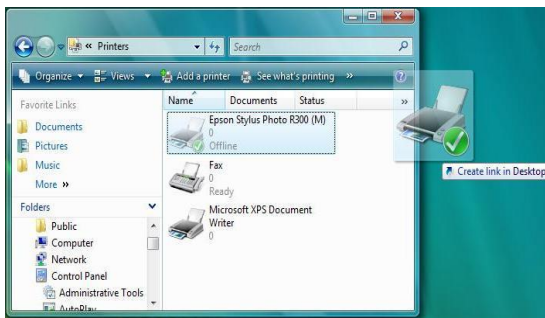 « Printers
Search
Organize Views Add a printer See what's printing »
Favorite Links
Documents
Pictures
Music
More »
Folders
Public
Computer
Network
Control Panel
Administrative Tools
AutoPlay
Name Documents Status »
Epson Stylus Photo R300 (M)
0
Offline
Fax
0
Ready
Microsoft XPS Document
Writer
0
Create link in Desktop